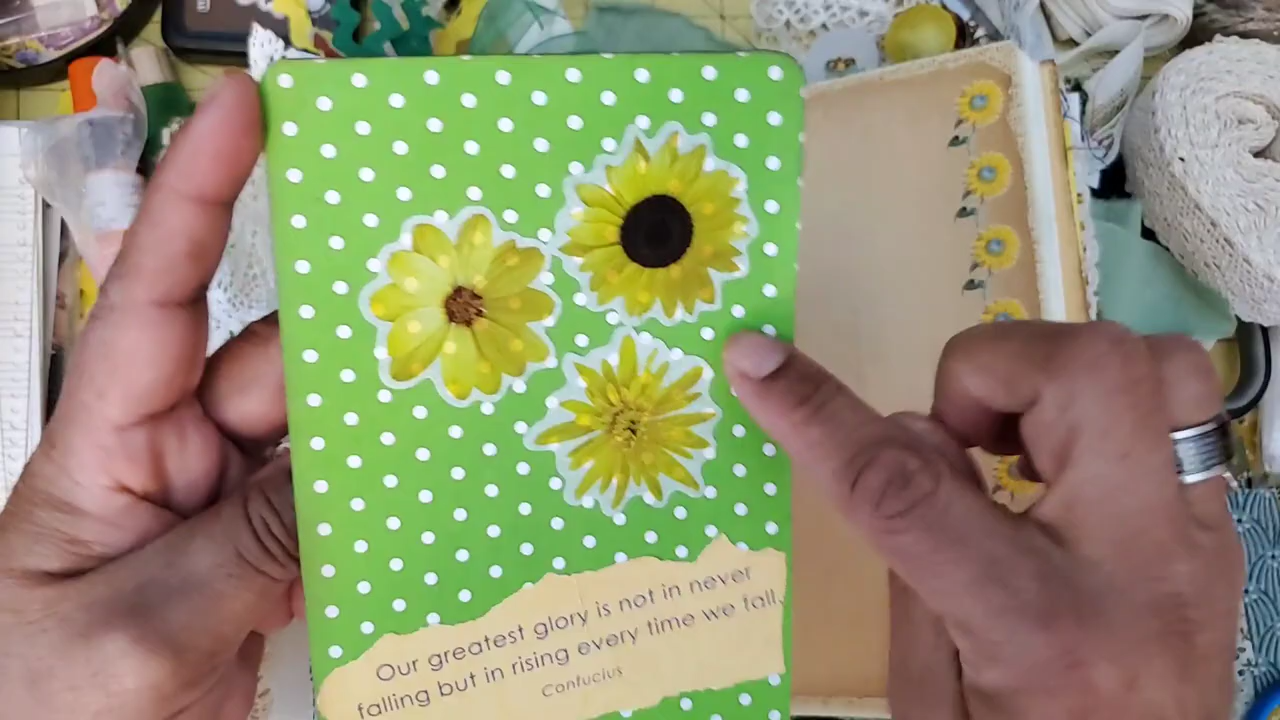 Our greatest glory is not in never
falling but in rising every time we fall.
Confucius